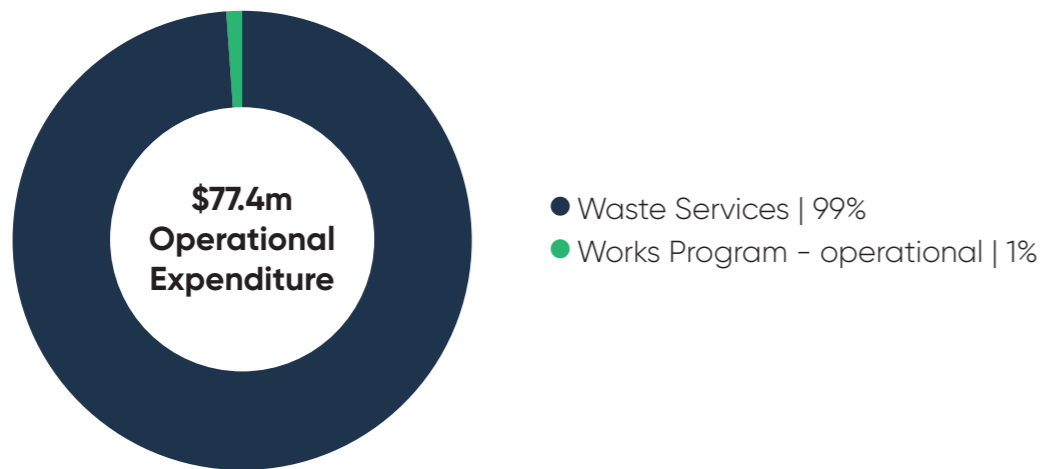 $77.4m
Operational
Expenditure
Waste Services | 99%
Works Program - operational | 1%